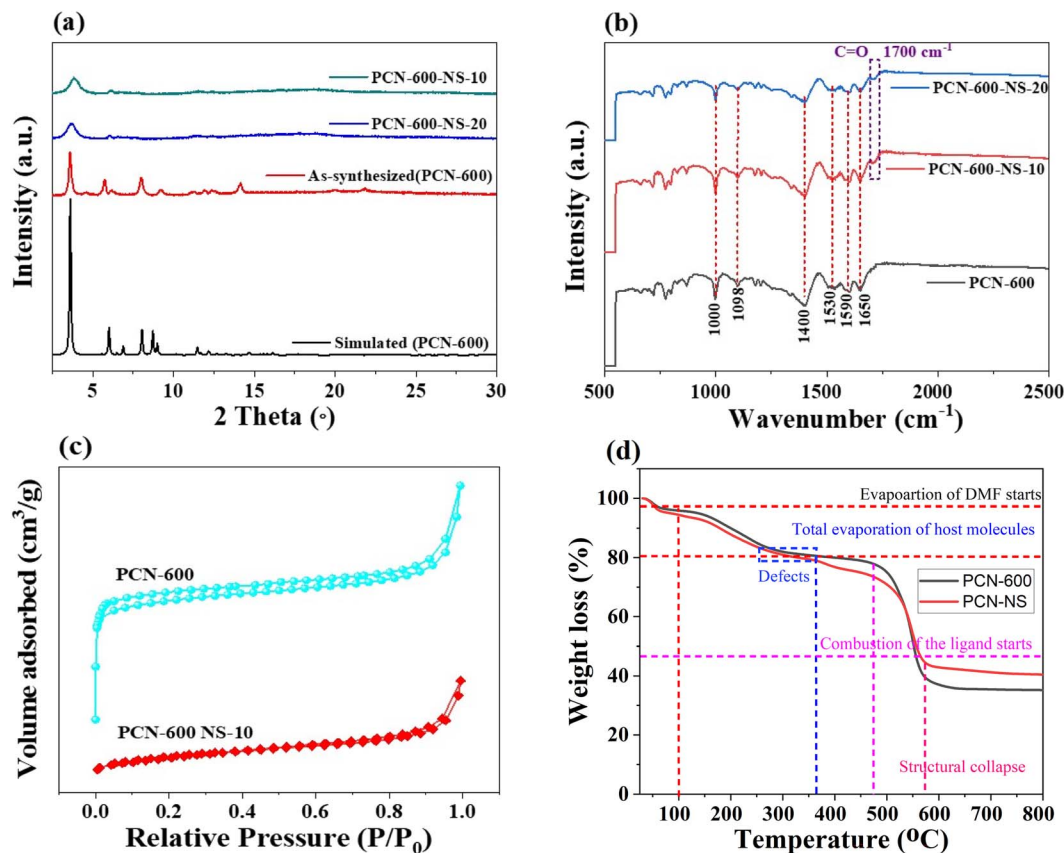 (a)
PCN-600-NS-10
PCN-600-NS-20
As-synthesized(PCN-600)
Simulated (PCN-600)
Intensity (a.u.)
5 10 15 20 25 30
2 Theta (◦)
(b)
C=O 1700 cm⁻¹
PCN-600-NS-20
PCN-600-NS-10
PCN-600
1000
1098
1400
1530
1590
1650
Intensity (a.u.)
500 1000 1500 2000 2500
Wavenumber (cm⁻¹)
(c)
PCN-600
PCN-600 NS-10
Volume adsorbed (cm³/g)
0.0 0.2 0.4 0.6 0.8 1.0
Relative Pressure (P/P₀)
(d)
Evapoartion of DMF starts
Total evaporation of host molecules
Defects
PCN-600
PCN-NS
Combustion of the ligand starts
Structural collapse
Weight loss (%)
100
80
60
40
20
0
100 200 300 400 500 600 700 800
Temperature (⁰C)